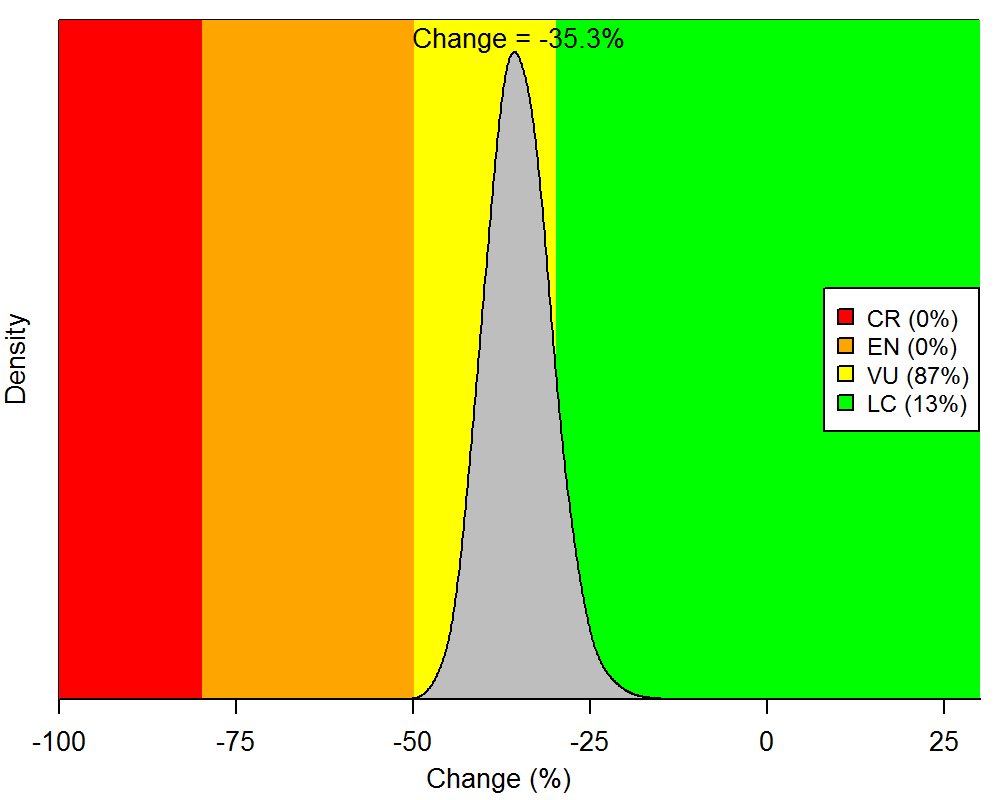 Change = -35.3%
Density
CR (0%)
EN (0%)
VU (87%)
LC (13%)
-100 -75 -50 -25 0 25
Change (%)